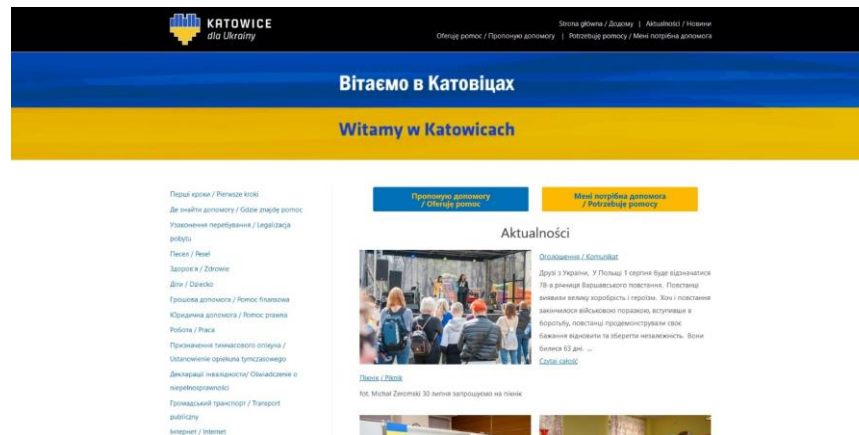 KATOWICE
dla Ukrainy
Strona główna / Додому | Aktualności / Новини
Oferuję pomoc / Пропоную допомогу | Potrzebuję pomocy / Мені потрібна допомога
Вітаємо в Катовіцах
Witamy w Katowicach
Перші кроки / Pierwsze kroki
Де знайти допомогу / Gdzie znajdę pomoc
Узаконення перебування / Legalizacja
pobytu
Песел / Pesel
Здоров'я / Zdrowie
Діти / Dziecko
Грошова допомога / Pomoc finansowa
Юридична допомога / Pomoc prawna
Робота / Praca
Призначення тимчасового опікуна /
Ustanowienie opiekuna tymczasowego
Декларації інвалідності/ Oświadczenie o
niepełnosprawności
Громадський транспорт / Transport
publiczny
Інтернет / Internet
Пропоную допомогу
/ Oferuję pomoc
Мені потрібна допомога
/ Potrzebuję pomocy
Aktualności
Оголошення / Komunikat
Друзі з України, У Польщі 1 серпня буде відзначатися
78-а річниця Варшавського повстання. Повстанці
виявили велику хоробрість і героїзм. Хоч і повстання
закінчилося військовою поразкою, вступивши в
боротьбу, повстанці продемонстрували своє
бажання відновити та зберегти незалежність. Вони
билися 63 дні. ...
Czytaj całość
Пікнік / Piknik
fot. Michał Żeromski 30 липня запрошуємо на пікнік